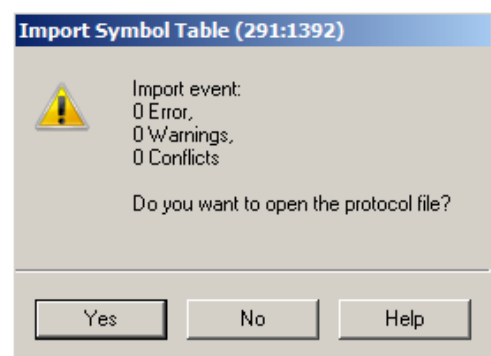 Import Symbol Table (291:1392)
Import event:
0 Error,
0 Warnings,
0 Conflicts
Do you want to open the protocol file?
Yes
No
Help